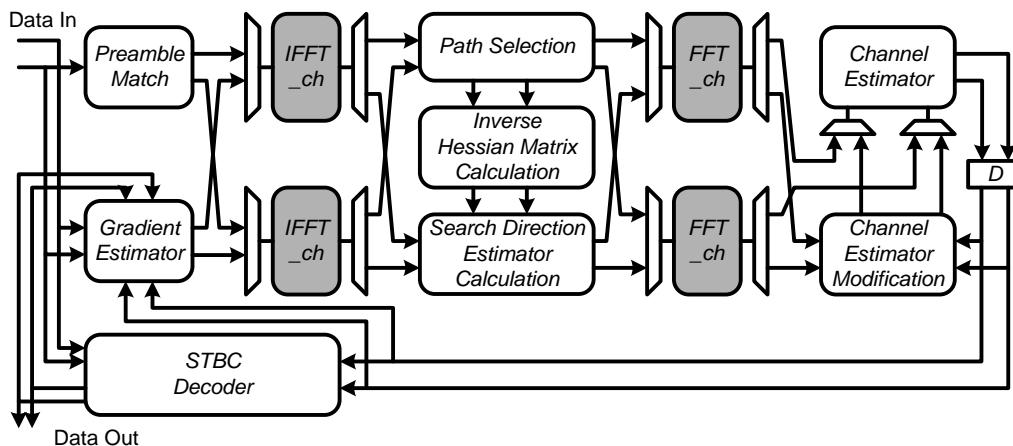 Data In
Preamble
Match
IFFT
_ch
Path Selection
FFT
_ch
Channel
Estimator
Inverse
Hessian Matrix
Calculation
D
Gradient
Estimator
IFFT
_ch
Search Direction
Estimator
Calculation
FFT
_ch
Channel
Estimator
Modification
STBC
Decoder
Data Out